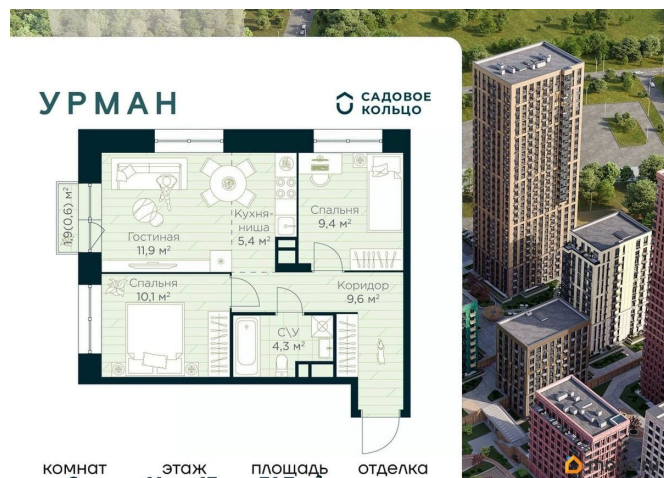 УРМАН
САДОВОЕ
КОЛЬЦО
1,9(0,6) м²
Гостиная
11,9 м²
Кухня-
ниша
5,4 м²
Спальня
9,4 м²
Спальня
10,1 м²
Коридор
9,6 м²
С\У
4,3 м²
комнат этаж площадь отделка